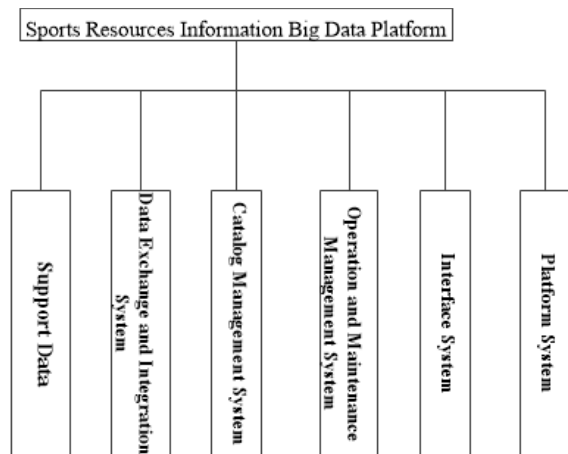 Sports Resources Information Big Data Platform
Support Data
Data Exchange and Integration
System
Catalog Management System
Operation and Maintenance
Management System
Interface System
Platform System